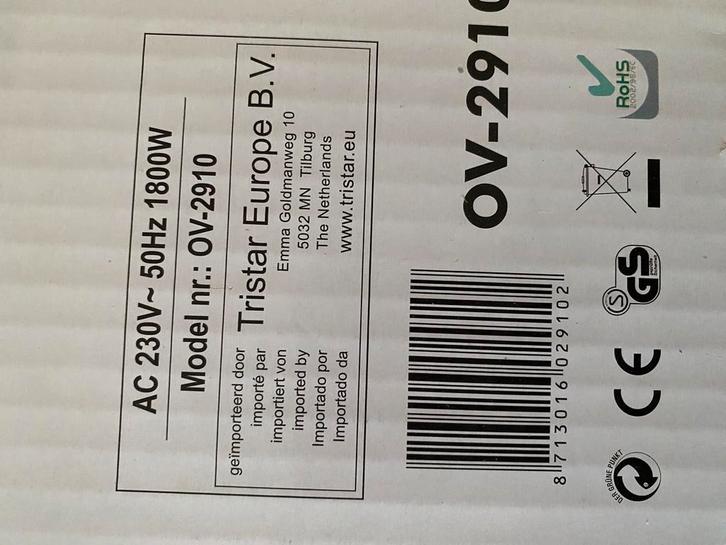 AC 230V~ 50Hz 1800W
Model nr.: OV-2910
geïmporteerd door
importé par
importiert von
imported by
Importado por
Importado da
Tristar Europe B.V.
Emma Goldmanweg 10
5032 MN Tilburg
The Netherlands
www.tristar.eu
OV-2910
8 713016 029102
DER GRÜNE PUNKT
CE
S
GS
RoHS
2002/95/EC